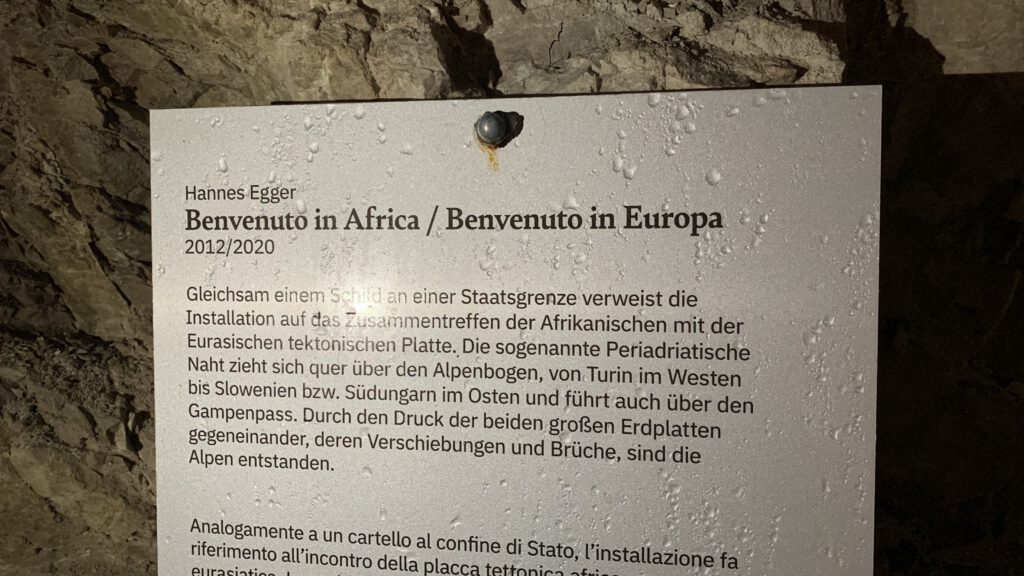 Hannes Egger
Benvenuto in Africa / Benvenuto in Europa
2012/2020
Gleichsam einem Schild an einer Staatsgrenze verweist die
Installation auf das Zusammentreffen der Afrikanischen mit der
Eurasischen tektonischen Platte. Die sogenannte Periadriatische
Naht zieht sich quer über den Alpenbogen, von Turin im Westen
bis Slowenien bzw. Südungarn im Osten und führt auch über den
Gampenpass. Durch den Druck der beiden großen Erdplatten
gegeneinander, deren Verschiebungen und Brüche, sind die
Alpen entstanden.
Analogamente a un cartello al confine di Stato, l’installazione fa
riferimento all’incontro della placca tettonica